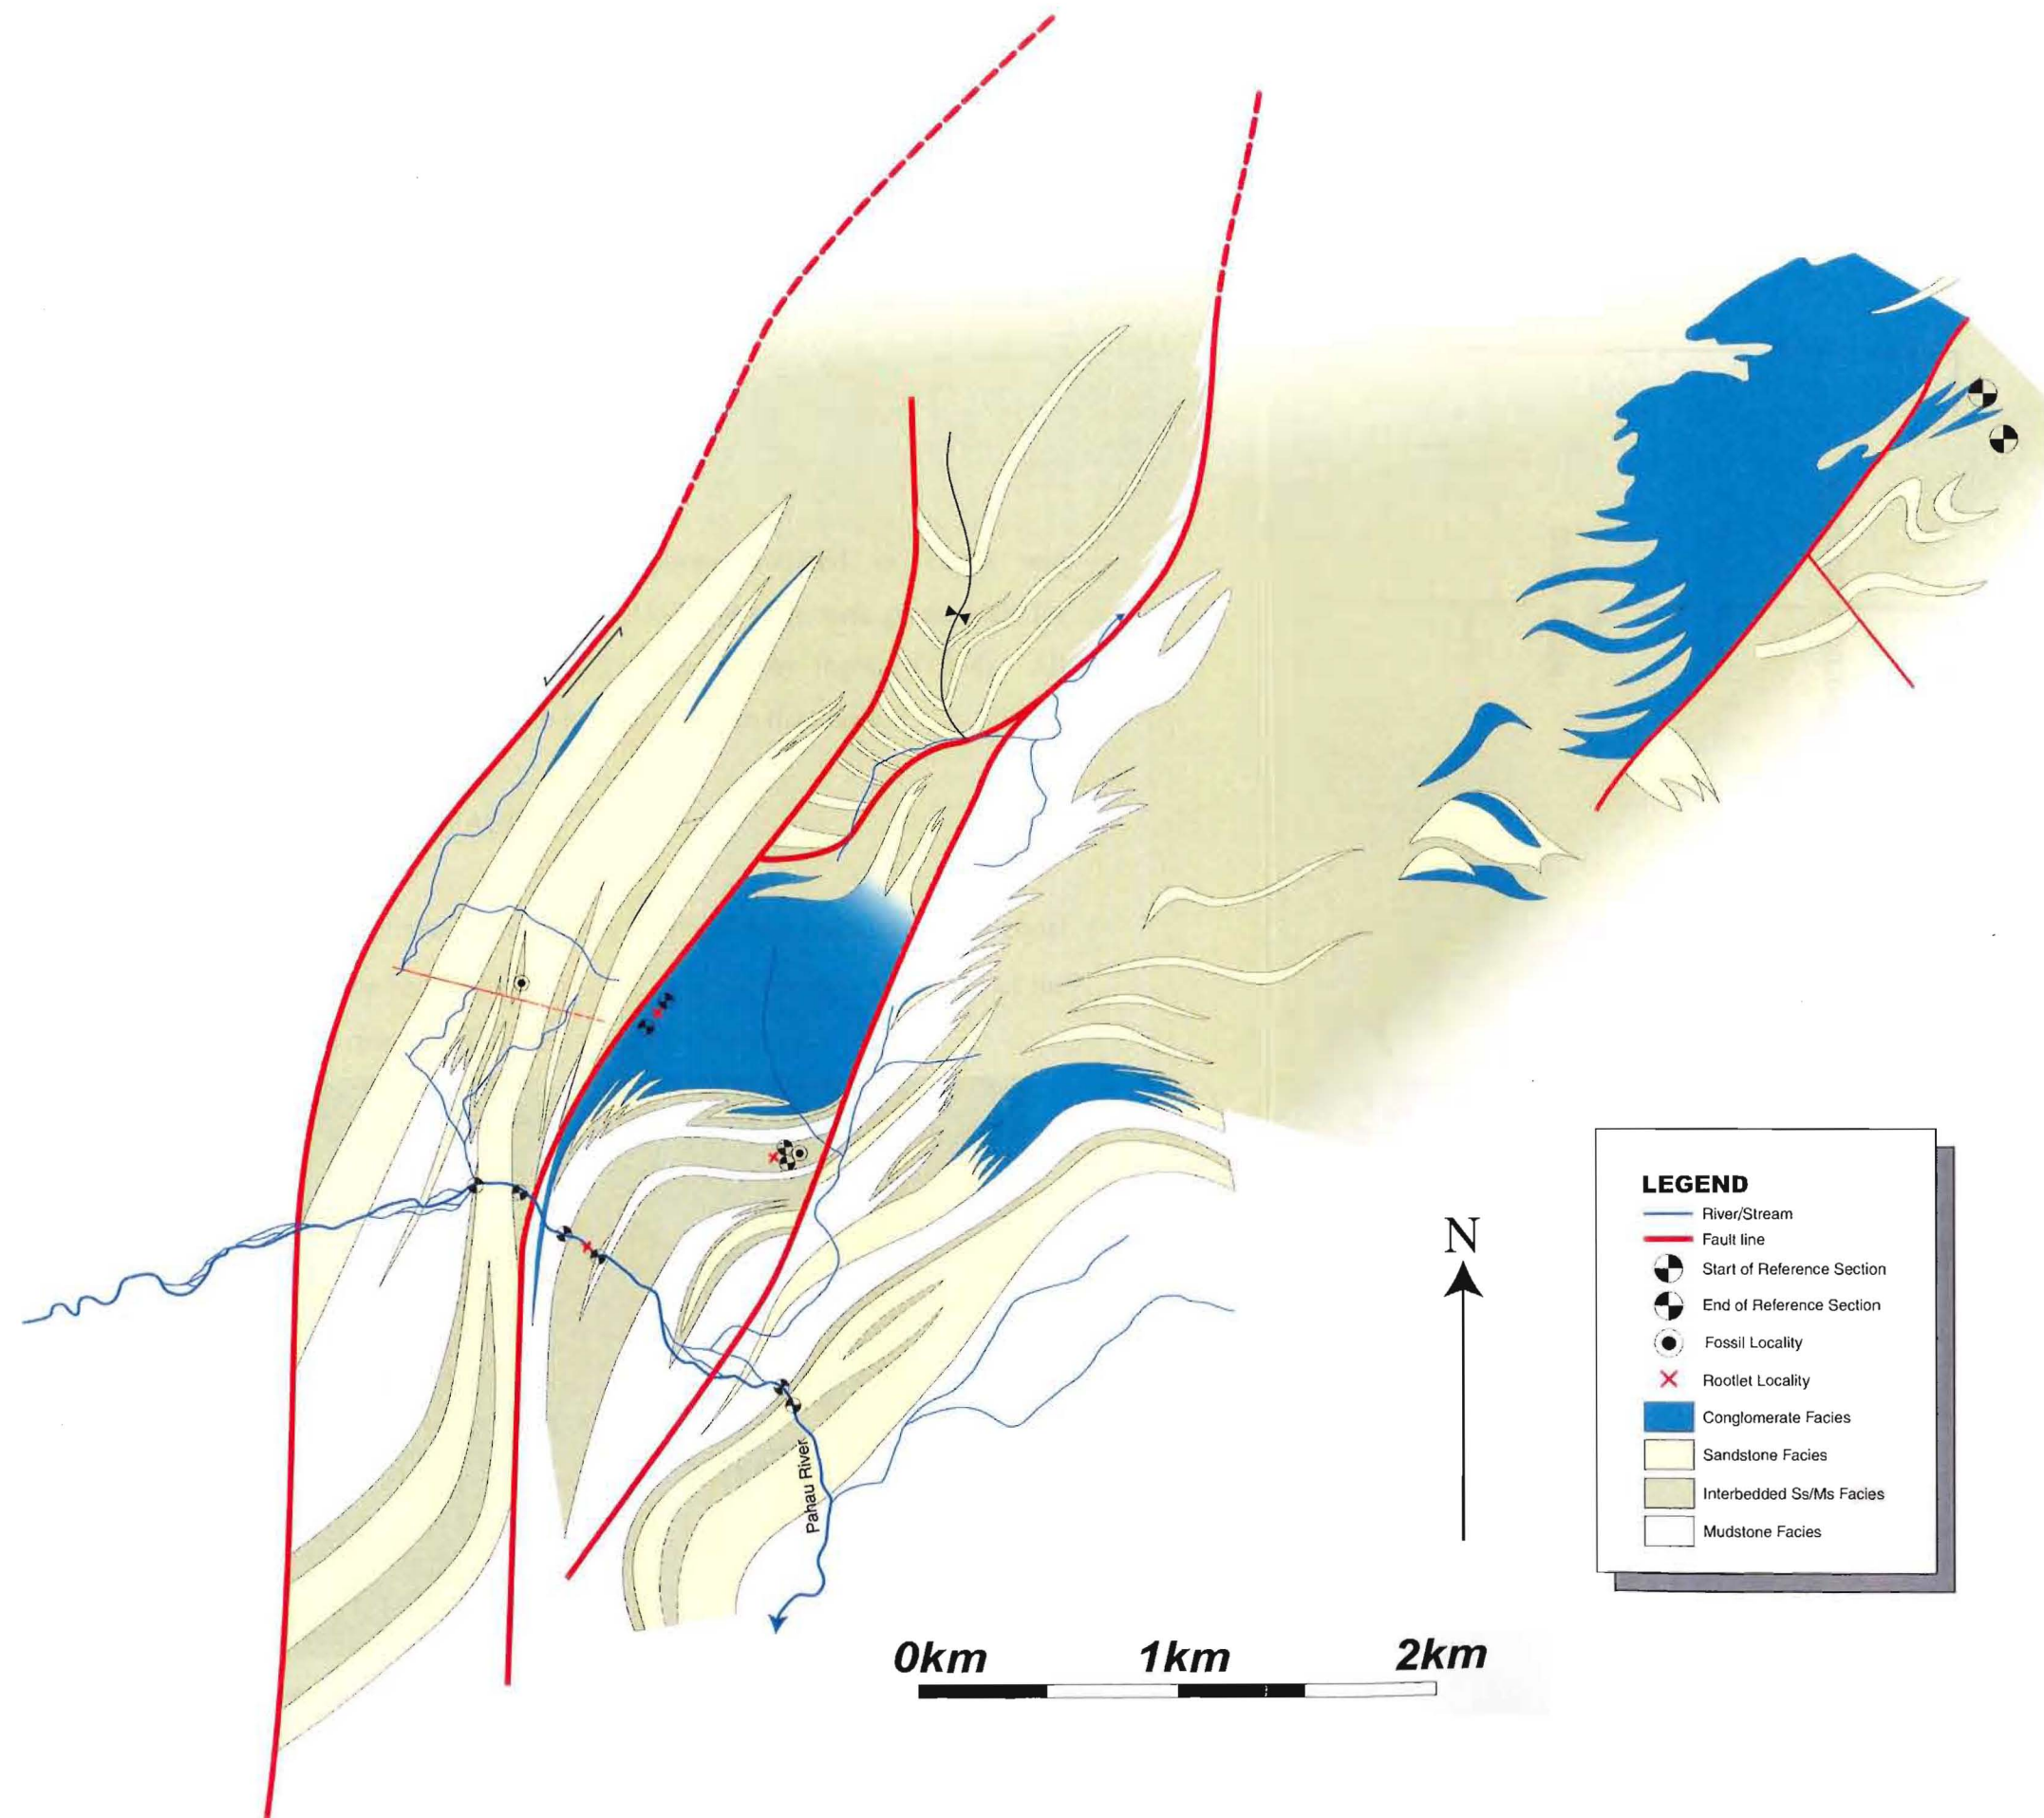 N
LEGEND
River/Stream
Fault line
Start of Reference Section
End of Reference Section
Fossil Locality
Rootlet Locality
Conglomerate Facies
Sandstone Facies
Interbedded Ss/Ms Facies
Mudstone Facies
Pahau River
0km 1km 2km